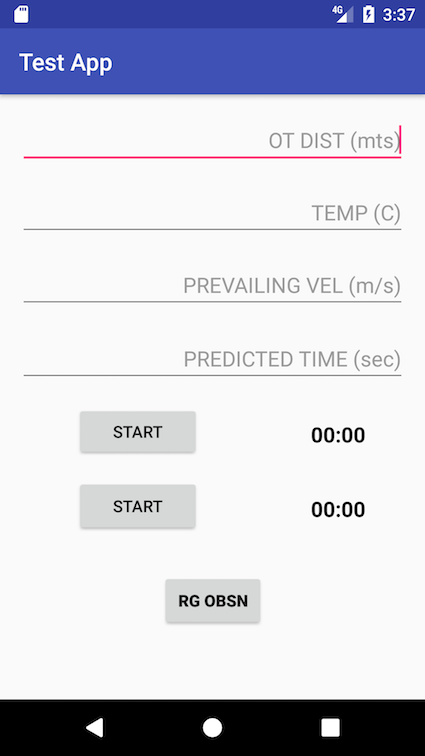 4G 3:37
Test App
OT DIST (mts)
TEMP (C)
PREVAILING VEL (m/s)
PREDICTED TIME (sec)
START 00:00
START 00:00
RG OBSN